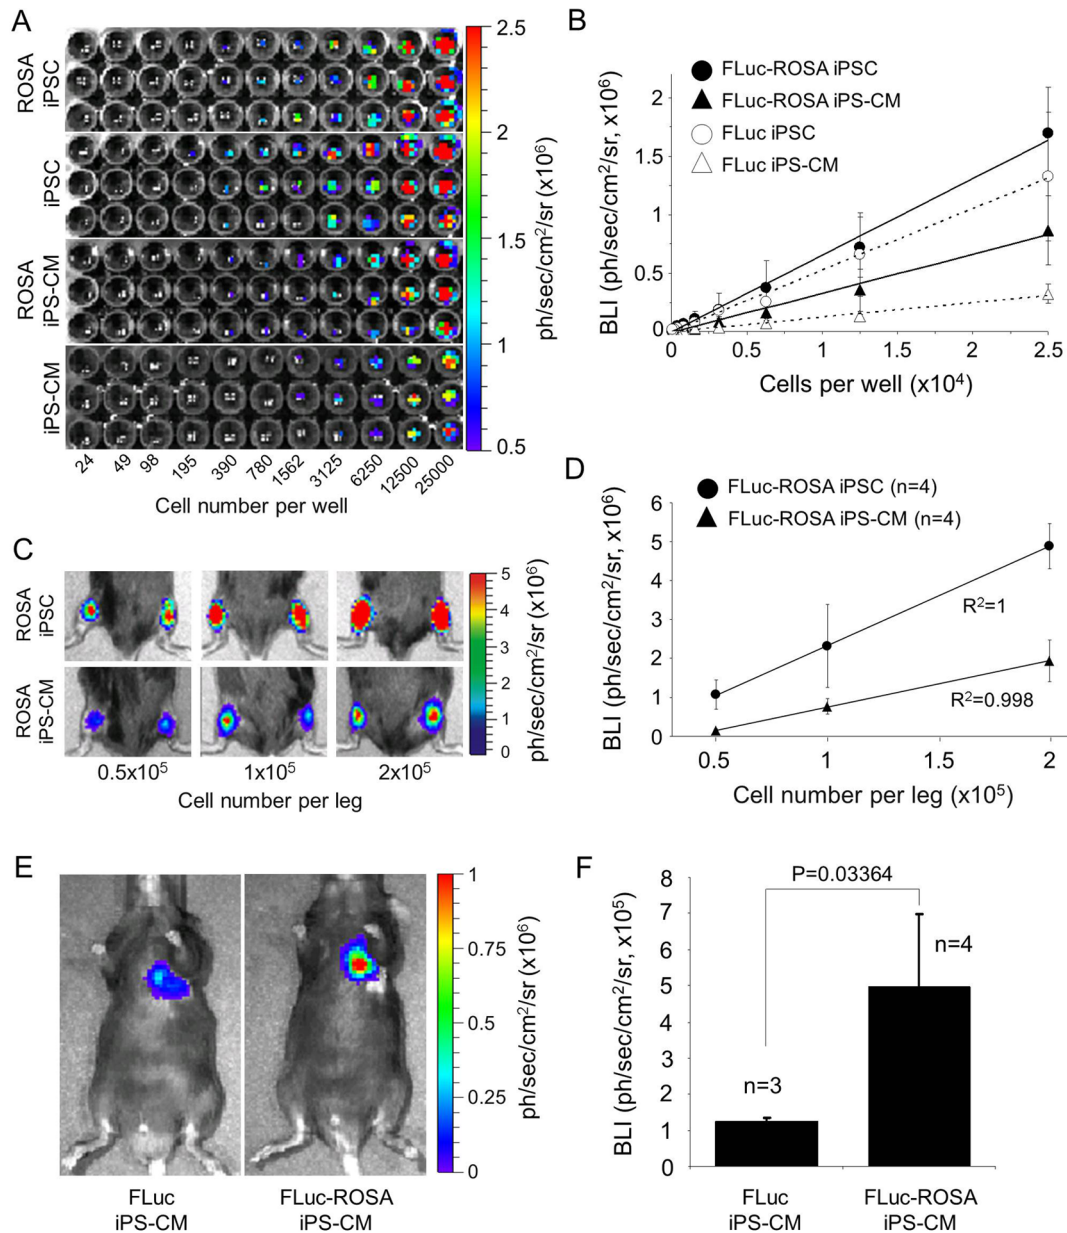 A
ROSA
iPSC
iPSC
ROSA
iPS-CM
iPS-CM
24 49 98 195 390 780 1562 3125 6250 12500 25000
Cell number per well
2.5
2
1.5
1
0.5
ph/sec/cm²/sr (x10⁶)
B
FLuc-ROSA iPSC
FLuc-ROSA iPS-CM
FLuc iPSC
FLuc iPS-CM
BLI (ph/sec/cm²/sr, x10⁶)
2
1.5
1
0.5
0
0 0.5 1 1.5 2 2.5
Cells per well (x10⁴)
C
ROSA
iPSC
ROSA
iPS-CM
0.5x10⁵ 1x10⁵ 2x10⁵
Cell number per leg
5
4
3
2
1
0
ph/sec/cm²/sr (x10⁶)
D
FLuc-ROSA iPSC (n=4)
FLuc-ROSA iPS-CM (n=4)
BLI (ph/sec/cm²/sr, x10⁶)
6
5
4
3
2
1
0
R²=1
R²=0.998
0.5 1 1.5 2
Cell number per leg (x10⁵)
E
1
0.75
0.5
0.25
0
ph/sec/cm²/sr (x10⁶)
FLuc
iPS-CM
FLuc-ROSA
iPS-CM
F
P=0.03364
BLI (ph/sec/cm²/sr, x10⁵)
8
7
6
5
4
3
2
1
0
n=4
n=3
FLuc
iPS-CM
FLuc-ROSA
iPS-CM